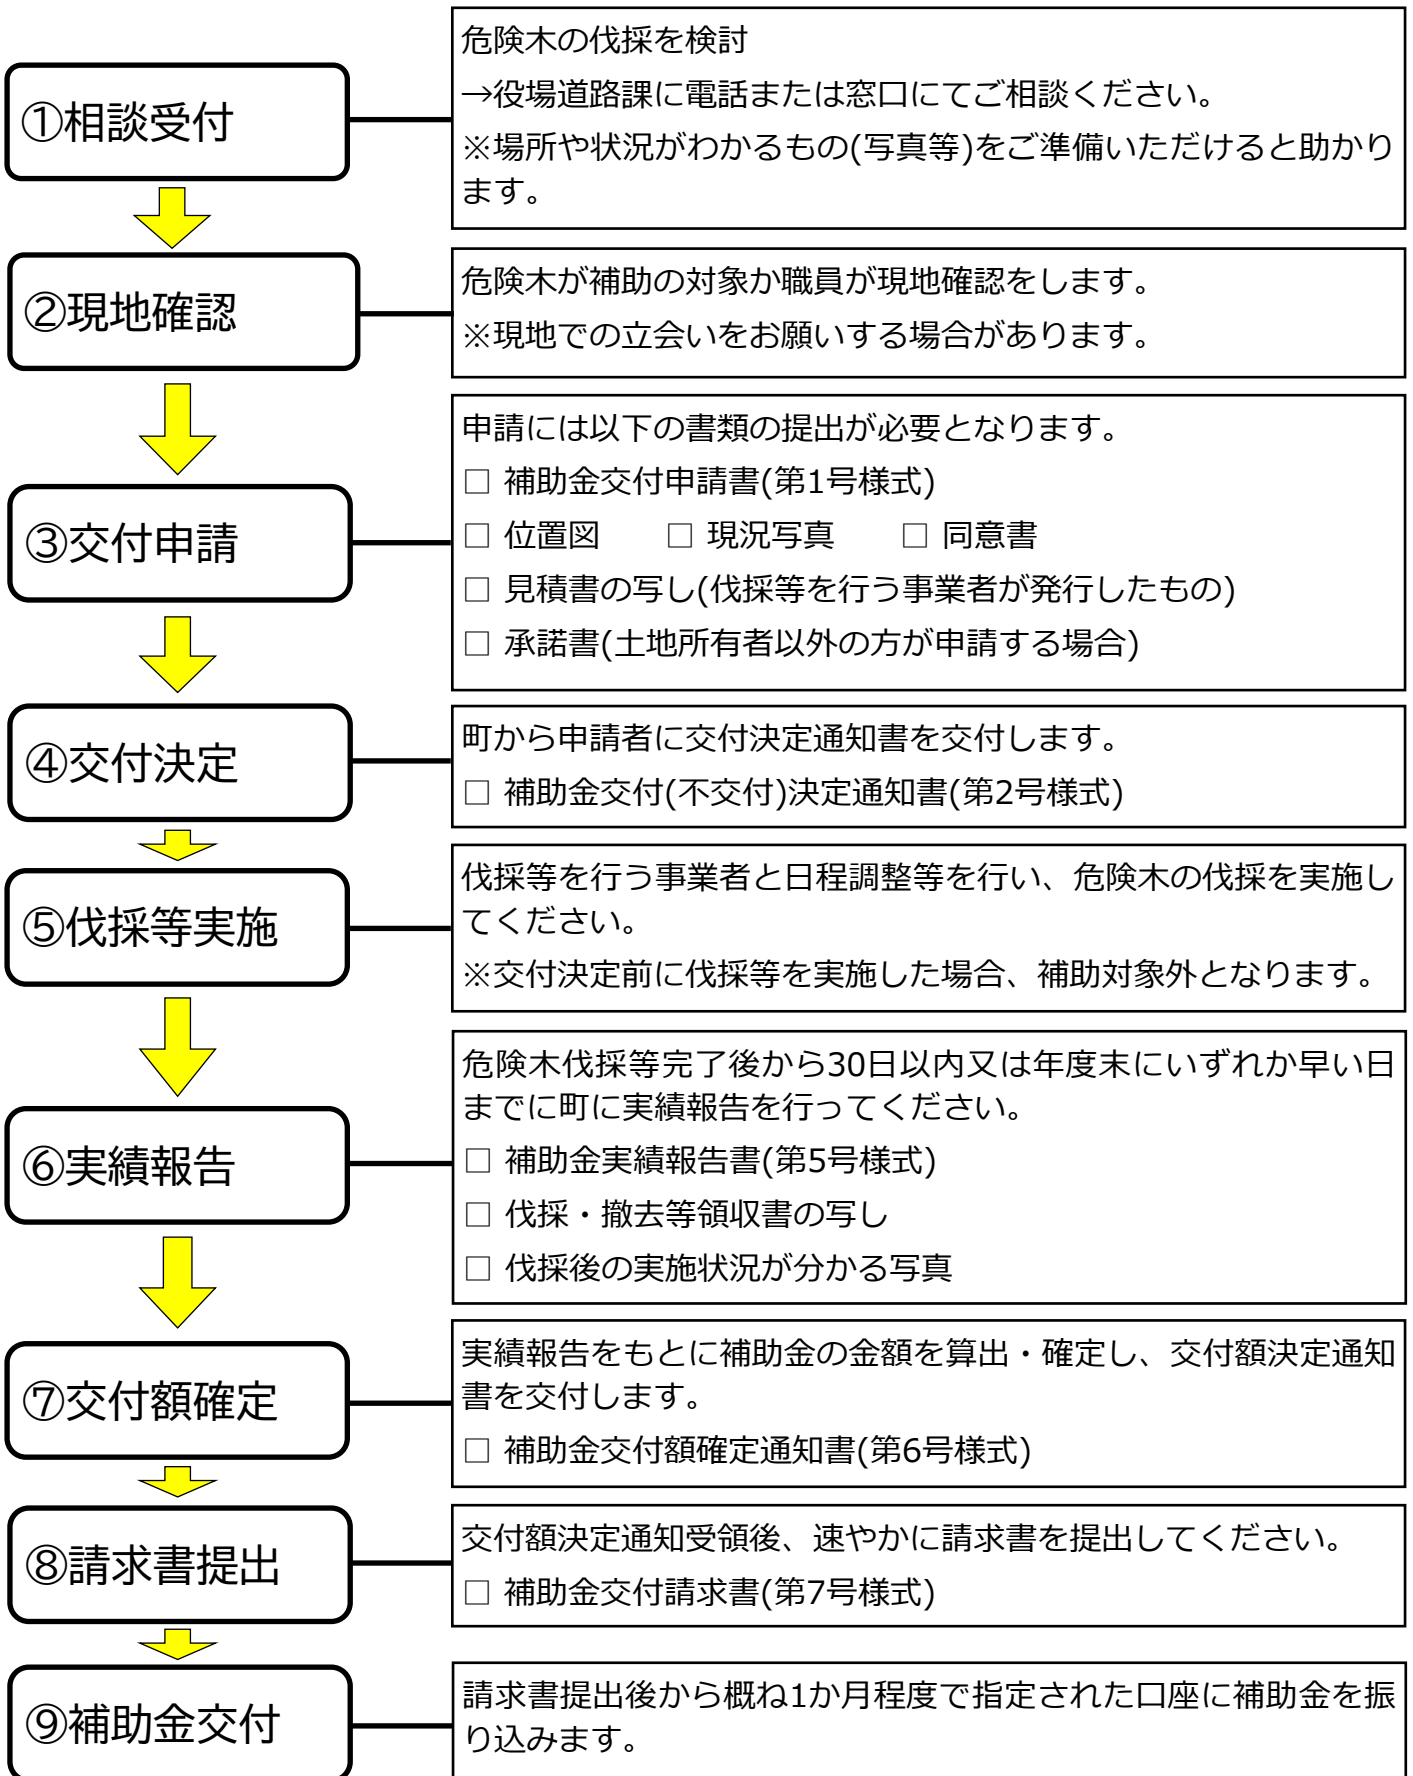 ①相談受付
危険木の伐採を検討
→役場道路課に電話または窓口にてご相談ください。
※場所や状況がわかるもの(写真等)をご準備いただけると助かり
ます。
②現地確認
危険木が補助の対象か職員が現地確認をします。
※現地での立会いをお願いする場合があります。
③交付申請
申請には以下の書類の提出が必要となります。
□ 補助金交付申請書(第1号様式)
□ 位置図 □ 現況写真 □ 同意書
□ 見積書の写し(伐採等を行う事業者が発行したもの)
□ 承諾書(土地所有者以外の方が申請する場合)
④交付決定
町から申請者に交付決定通知書を交付します。
□ 補助金交付(不交付)決定通知書(第2号様式)
⑤伐採等実施
伐採等を行う事業者と日程調整等を行い、危険木の伐採を実施し
てください。
※交付決定前に伐採等を実施した場合、補助対象外となります。
⑥実績報告
危険木伐採等完了後から30日以内又は年度末にいずれか早い日
までに町に実績報告を行ってください。
□ 補助金実績報告書(第5号様式)
□ 伐採・撤去等領収書の写し
□ 伐採後の実施状況が分かる写真
⑦交付額確定
実績報告をもとに補助金の金額を算出・確定し、交付額決定通知
書を交付します。
□ 補助金交付額確定通知書(第6号様式)
⑧請求書提出
交付額決定通知受領後、速やかに請求書を提出してください。
□ 補助金交付請求書(第7号様式)
⑨補助金交付
請求書提出後から概ね1か月程度で指定された口座に補助金を振
り込みます。